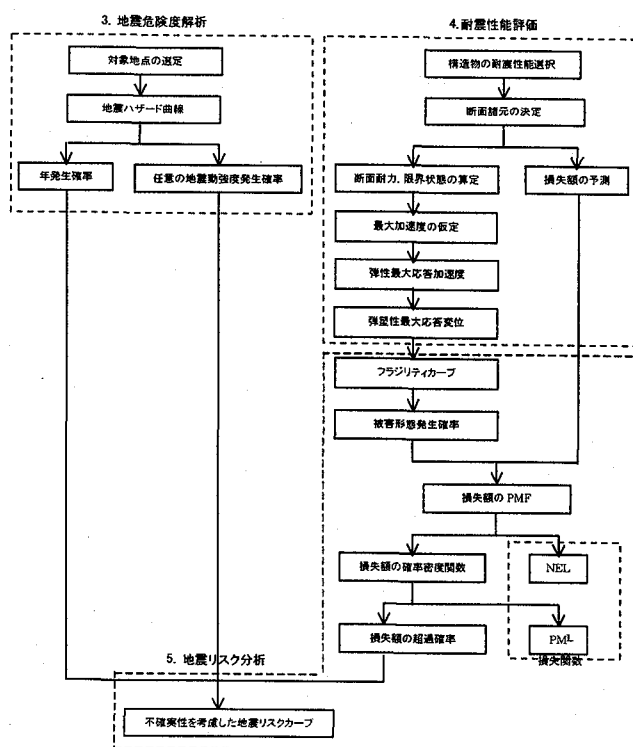 3. 地震危険度解析
対象地点の選定
地震ハザード曲線
年発生確率
任意の地震動強度発生確率
4.耐震性能評価
構造物の耐震性能選択
断面諸元の決定
断面耐力．限界状態の算定
損失額の予測
最大加速度の仮定
弾性最大応答加速度
弾塑性最大応答変位
フラジリティカーブ
被害形態発生確率
損失額の PMF
損失額の確率密度関数
NEL
損失額の超過確率
PML
損失関数
5. 地震リスク分析
不確実性を考慮した地震リスクカーブ